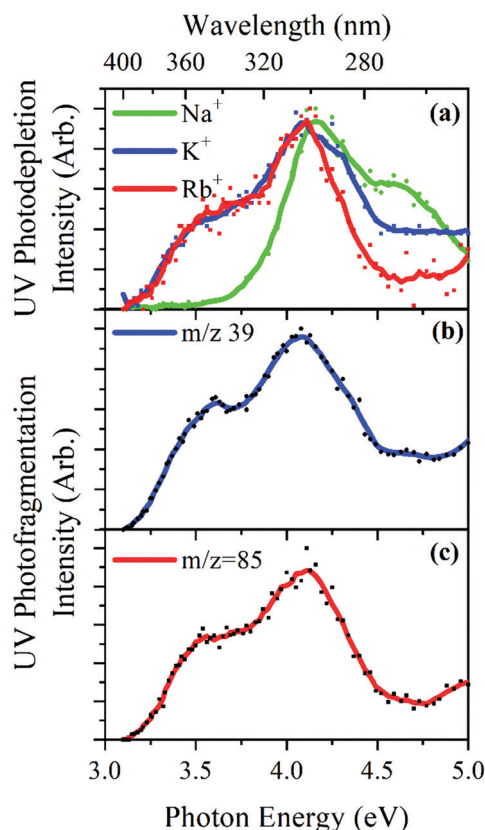 Wavelength (nm)
400 360 320 280
(a)
Na+
K+
Rb+
UV Photodepletion
Intensity (Arb.)
(b)
m/z 39
UV Photofragmentation
Intensity (Arb.)
(c)
m/z=85
3.0 3.5 4.0 4.5 5.0
Photon Energy (eV)